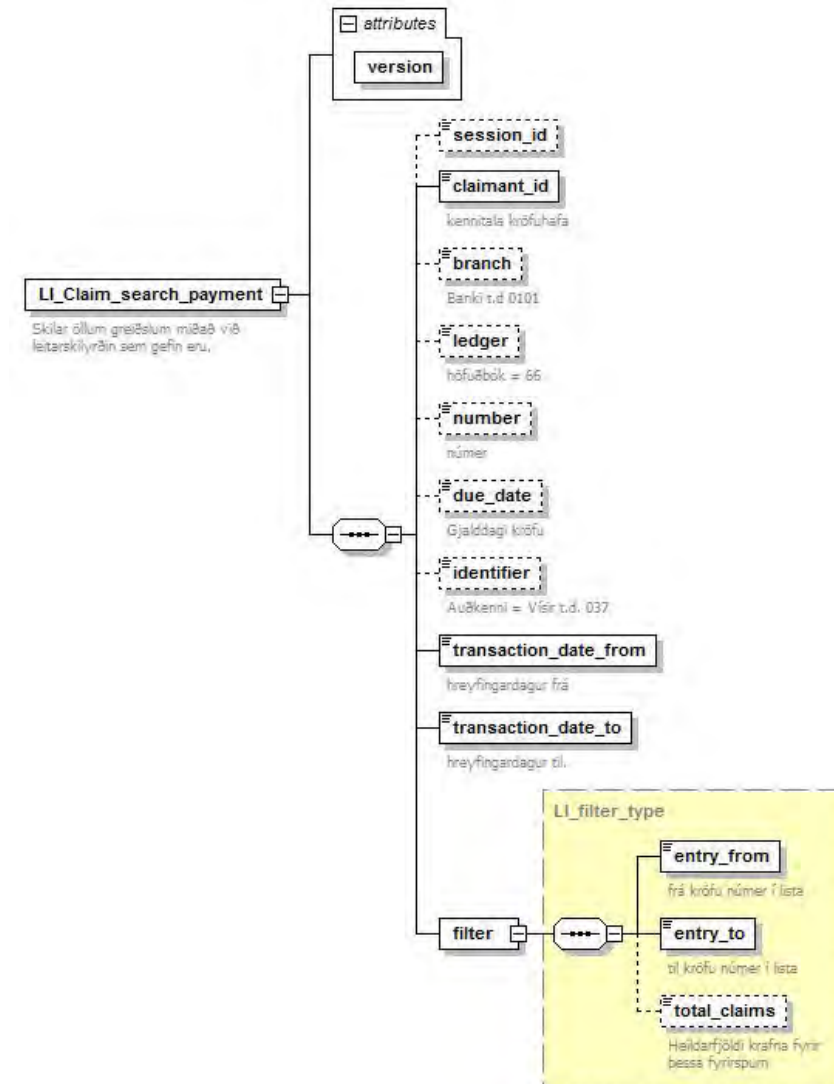 attributes
version
session_id
claimant_id
kennitala kröfuhafa
branch
Banki t.d 0101
LI_Claim_search_payment
Skilar öllum greiðslum miðað við
leitarskilyrðin sem gefin eru.
ledger
höfuðbók = 66
number
númer
due_date
Gjalddagi kröfu
identifier
Auðkenni = Vísir t.d. 037
transaction_date_from
hreyfingardagur frá
transaction_date_to
hreyfingardagur til.
LI_filter_type
entry_from
frá kröfu númer í lista
filter
entry_to
til kröfu númer í lista
total_claims
Heildarfjöldi krafna fyrir
þessa fyrirspurn